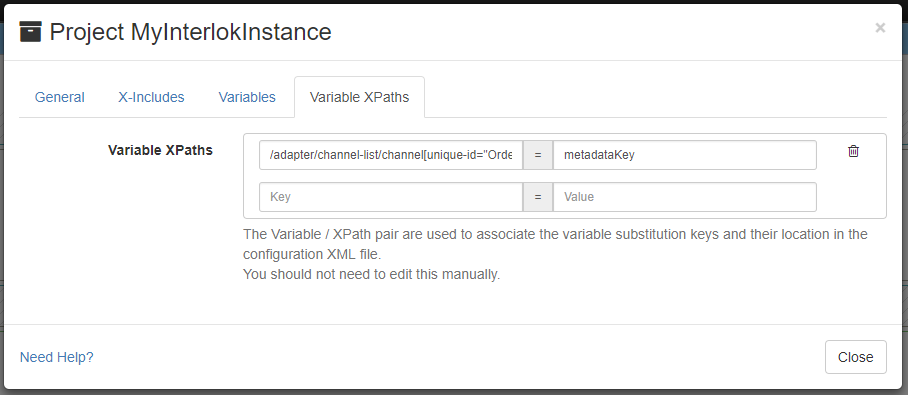 Project MyInterlokInstance ×
General X-Includes Variables Variable XPaths
Variable XPaths /adapter/channel-list/channel[unique-id="Orde = metadataKey
Key = Value
The Variable / XPath pair are used to associate the variable substitution keys and their location in the
configuration XML file.
You should not need to edit this manually.
Need Help? Close